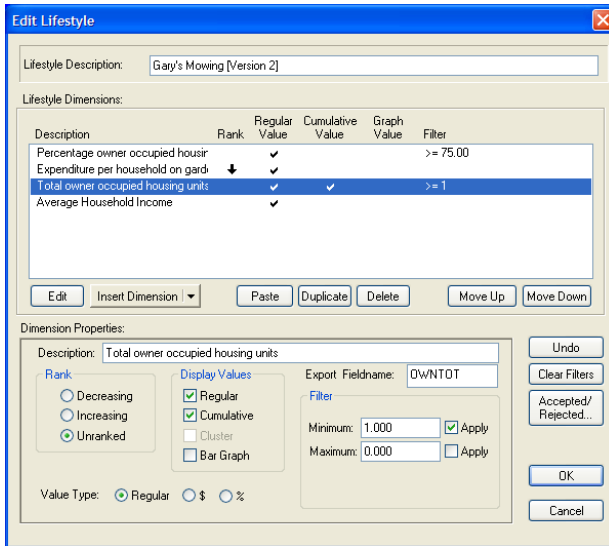 Edit Lifestyle
Lifestyle Description: Gary's Mowing [Version 2]
Lifestyle Dimensions:
Regular Cumulative Graph
Description Rank Value Value Value Filter
Percentage owner occupied housin >= 75.00
Expenditure per household on gard
Total owner occupied housing units >= 1
Average Household Income
Edit Insert Dimension Paste Duplicate Delete Move Up Move Down
Dimension Properties:
Description: Total owner occupied housing units
Undo
Rank Display Values Export Fieldname: OWNTOT
Clear Filters
Decreasing Regular Filter
Accepted/
Rejected...
Increasing Cumulative Minimum: 1.000 Apply
Unranked Cluster Maximum: 0.000 Apply
Bar Graph
OK
Value Type: Regular $ %
Cancel